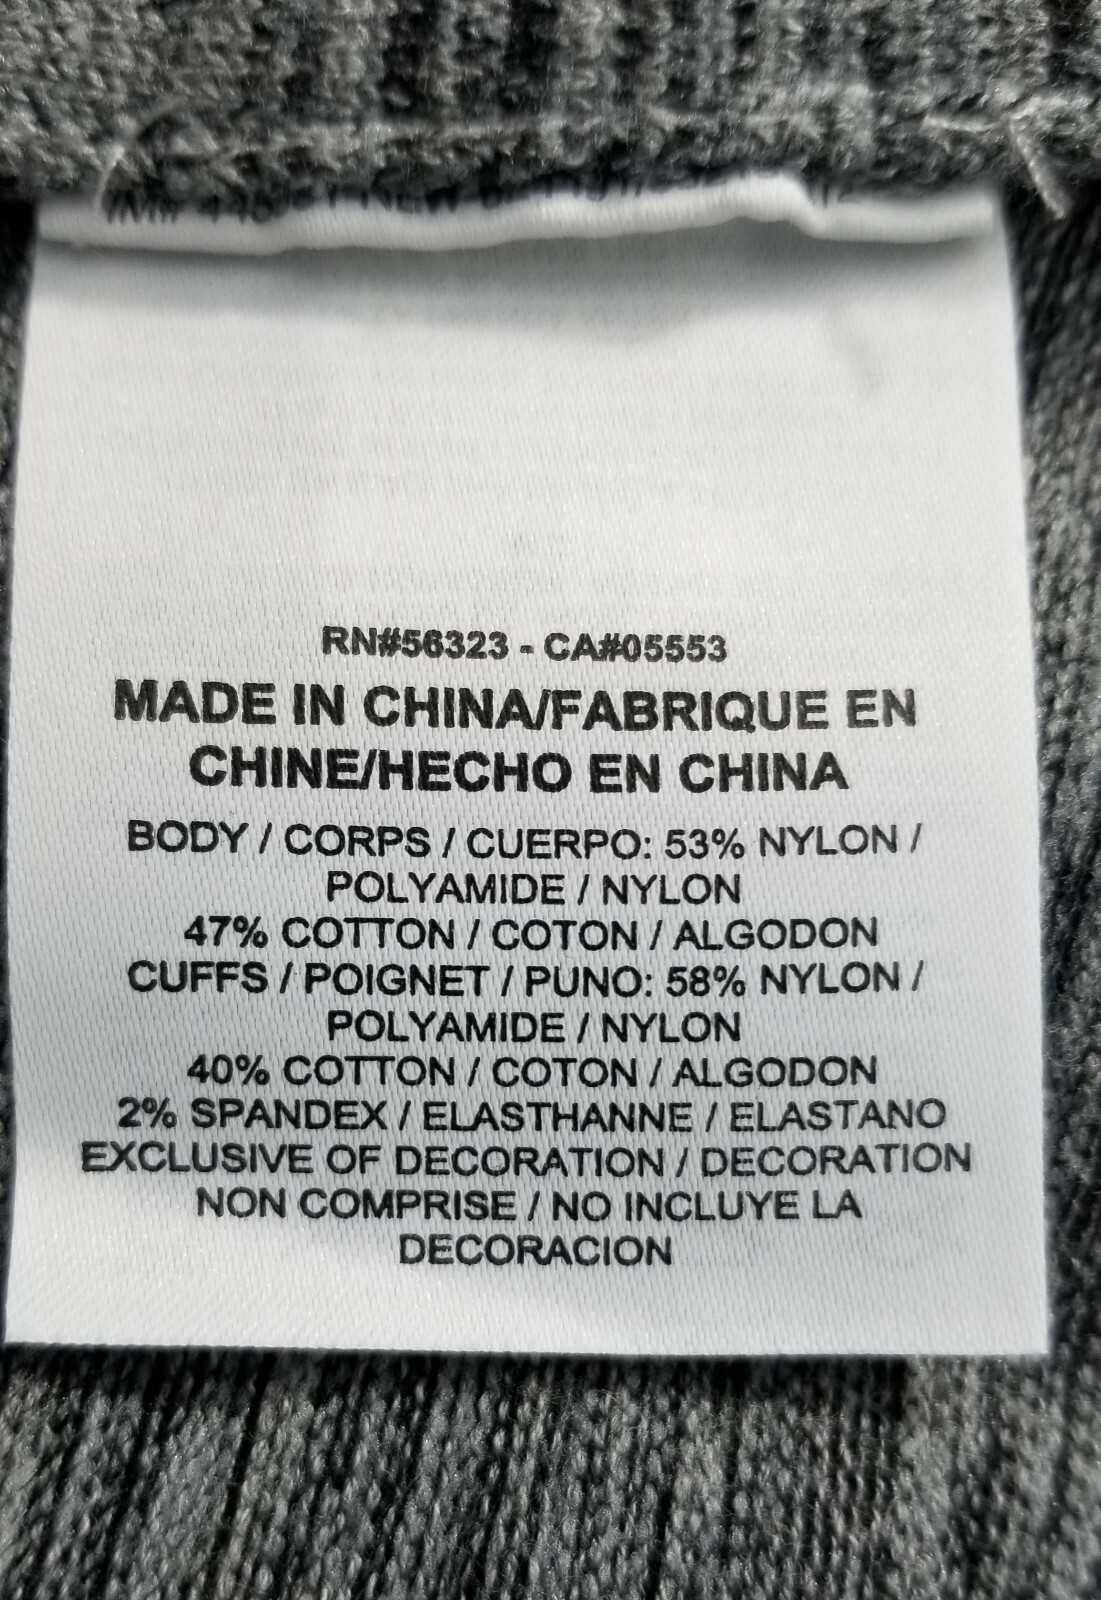 RN#56323 - CA#05553
MADE IN CHINA/FABRIQUE EN
CHINE/HECHO EN CHINA
BODY / CORPS / CUERPO: 53% NYLON /
POLYAMIDE / NYLON
47% COTTON / COTON / ALGODON
CUFFS / POIGNET / PUNO: 58% NYLON /
POLYAMIDE / NYLON
40% COTTON / COTON / ALGODON
2% SPANDEX / ELASTHANNE / ELASTANO
EXCLUSIVE OF DECORATION / DECORATION
NON COMPRISE / NO INCLUYE LA
DECORACION